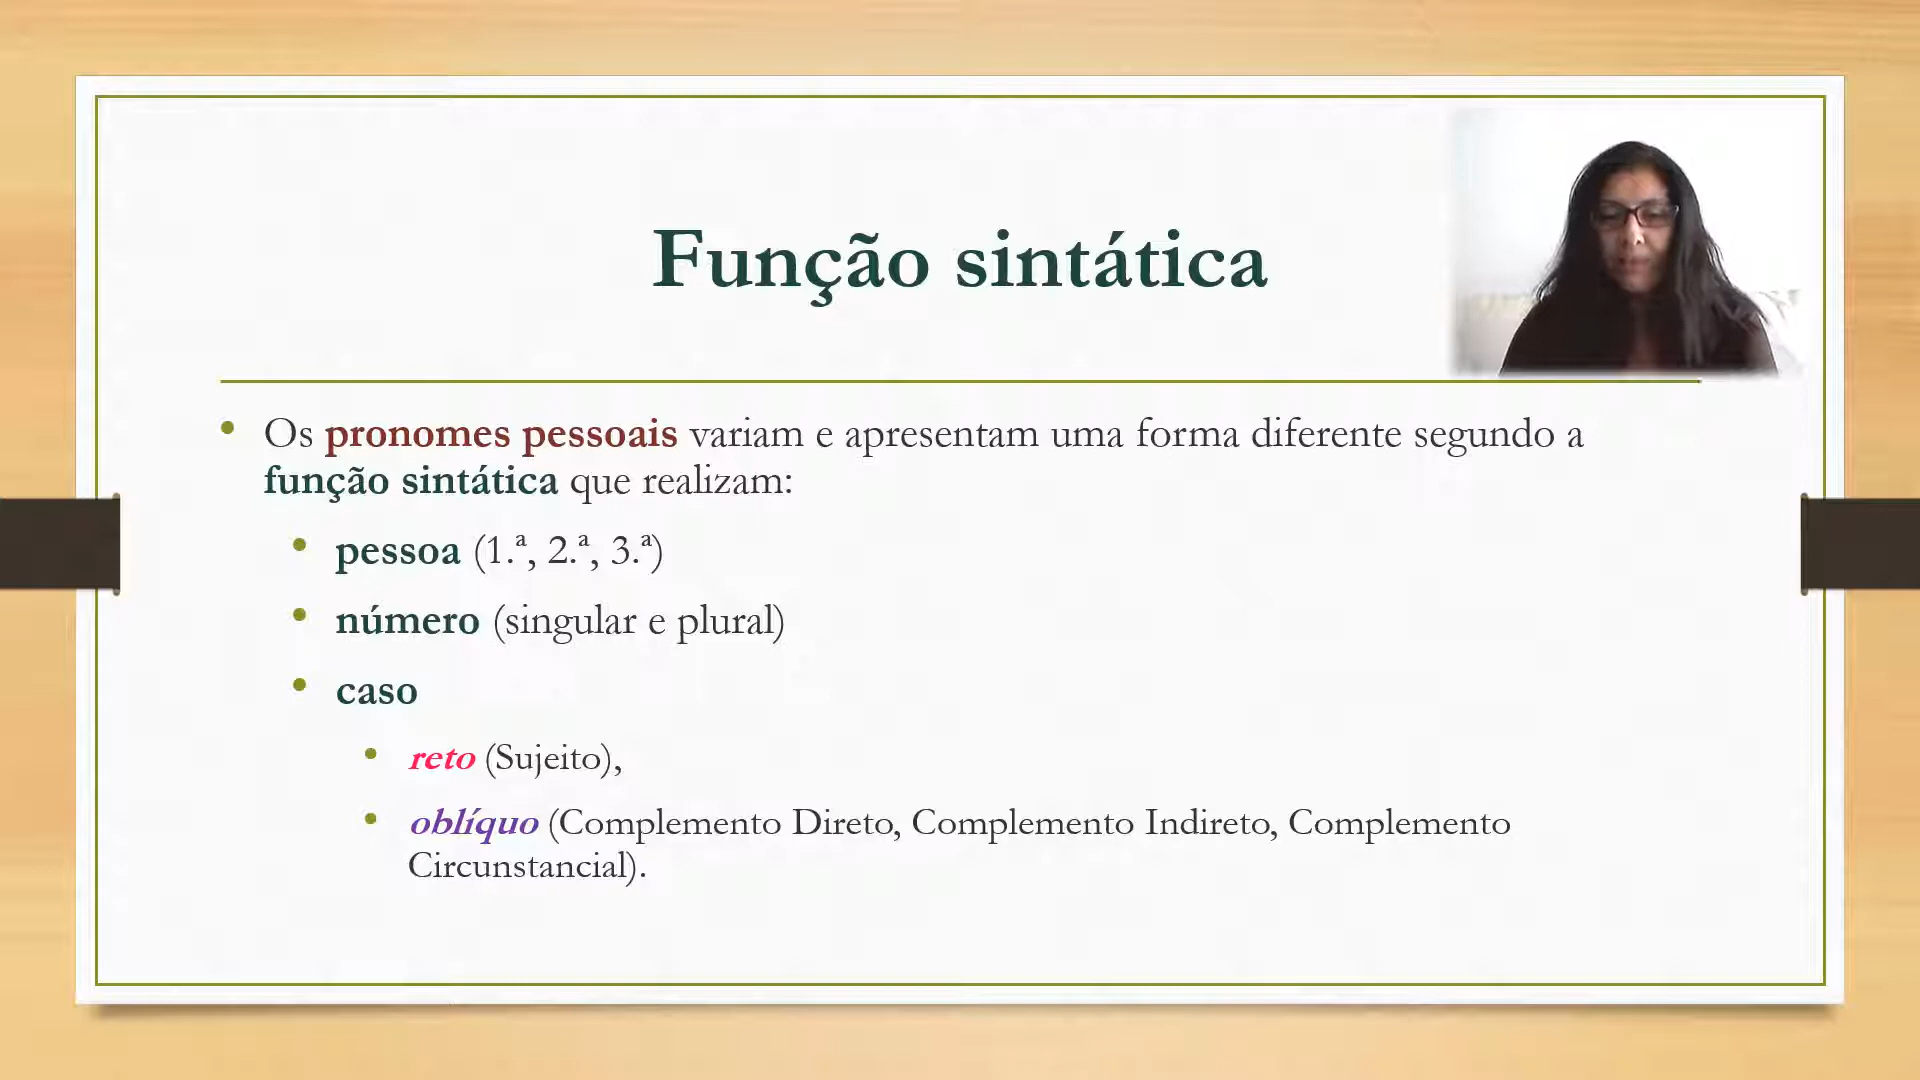 Função sintática
Os pronomes pessoais variam e apresentam uma forma diferente segundo a
função sintática que realizam:
pessoa (1.ª, 2.ª, 3.ª)
número (singular e plural)
caso
reto (Sujeito),
oblíquo (Complemento Direto, Complemento Indireto, Complemento
Circunstancial).